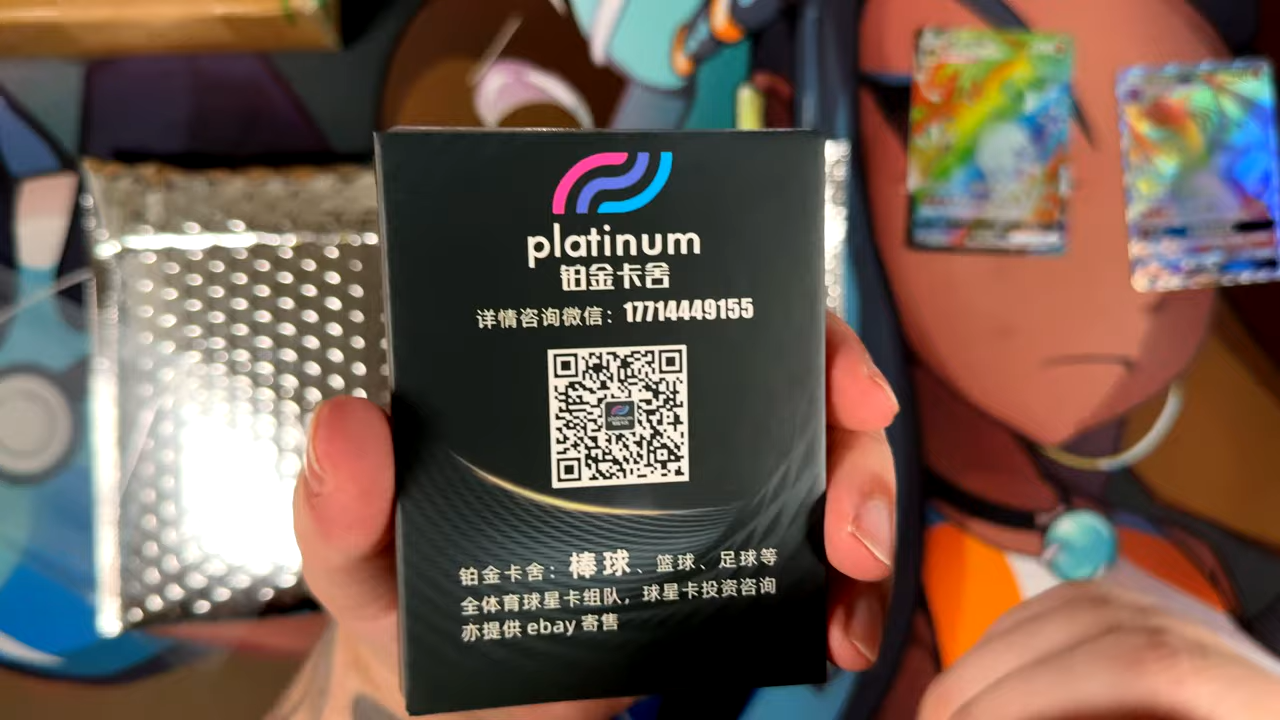 platinum
铂金卡舍
详情咨询微信：17714449155
铂金卡舍：棒球、篮球、足球等
全体育球星卡组队，球星卡投资咨询
亦提供 ebay 寄售